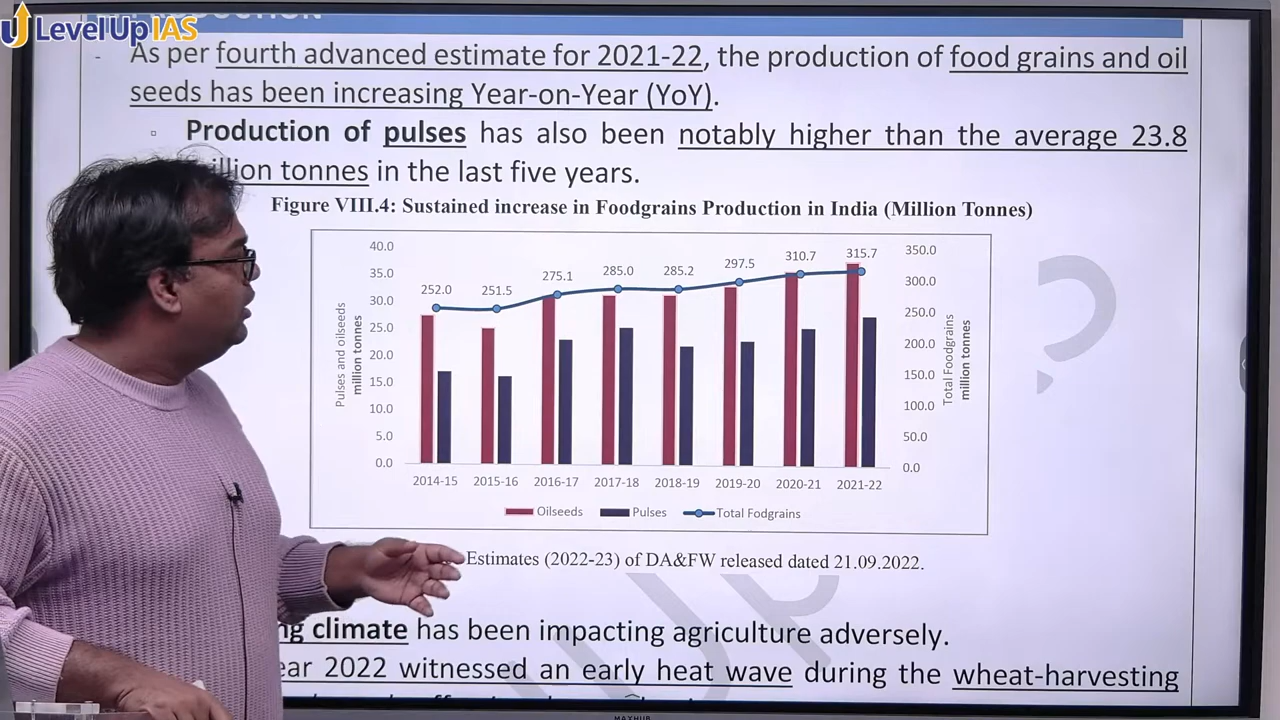 Level Up IAS
- As per fourth advanced estimate for 2021-22, the production of food grains and oil
seeds has been increasing Year-on-Year (YoY).
Production of pulses has also been notably higher than the average 23.8
tonnes in the last five years.
Figure VIII.4: Sustained increase in Foodgrains Production in India (Million Tonnes)
Pulses and oilseeds
million tonnes
40.0
35.0
30.0
25.0
20.0
15.0
10.0
5.0
0.0
252.0 251.5 275.1 285.0 285.2 297.5 310.7 315.7
350.0
300.0
250.0
200.0
150.0
100.0
50.0
0.0
Total Foodgrains
million tonnes
2014-15 2015-16 2016-17 2017-18 2018-19 2019-20 2020-21 2021-22
Oilseeds Pulses Total Fodgrains
Estimates (2022-23) of DA&FW released dated 21.09.2022.
climate has been impacting agriculture adversely.
2022 witnessed an early heat wave during the wheat-harvesting
MAXHUB